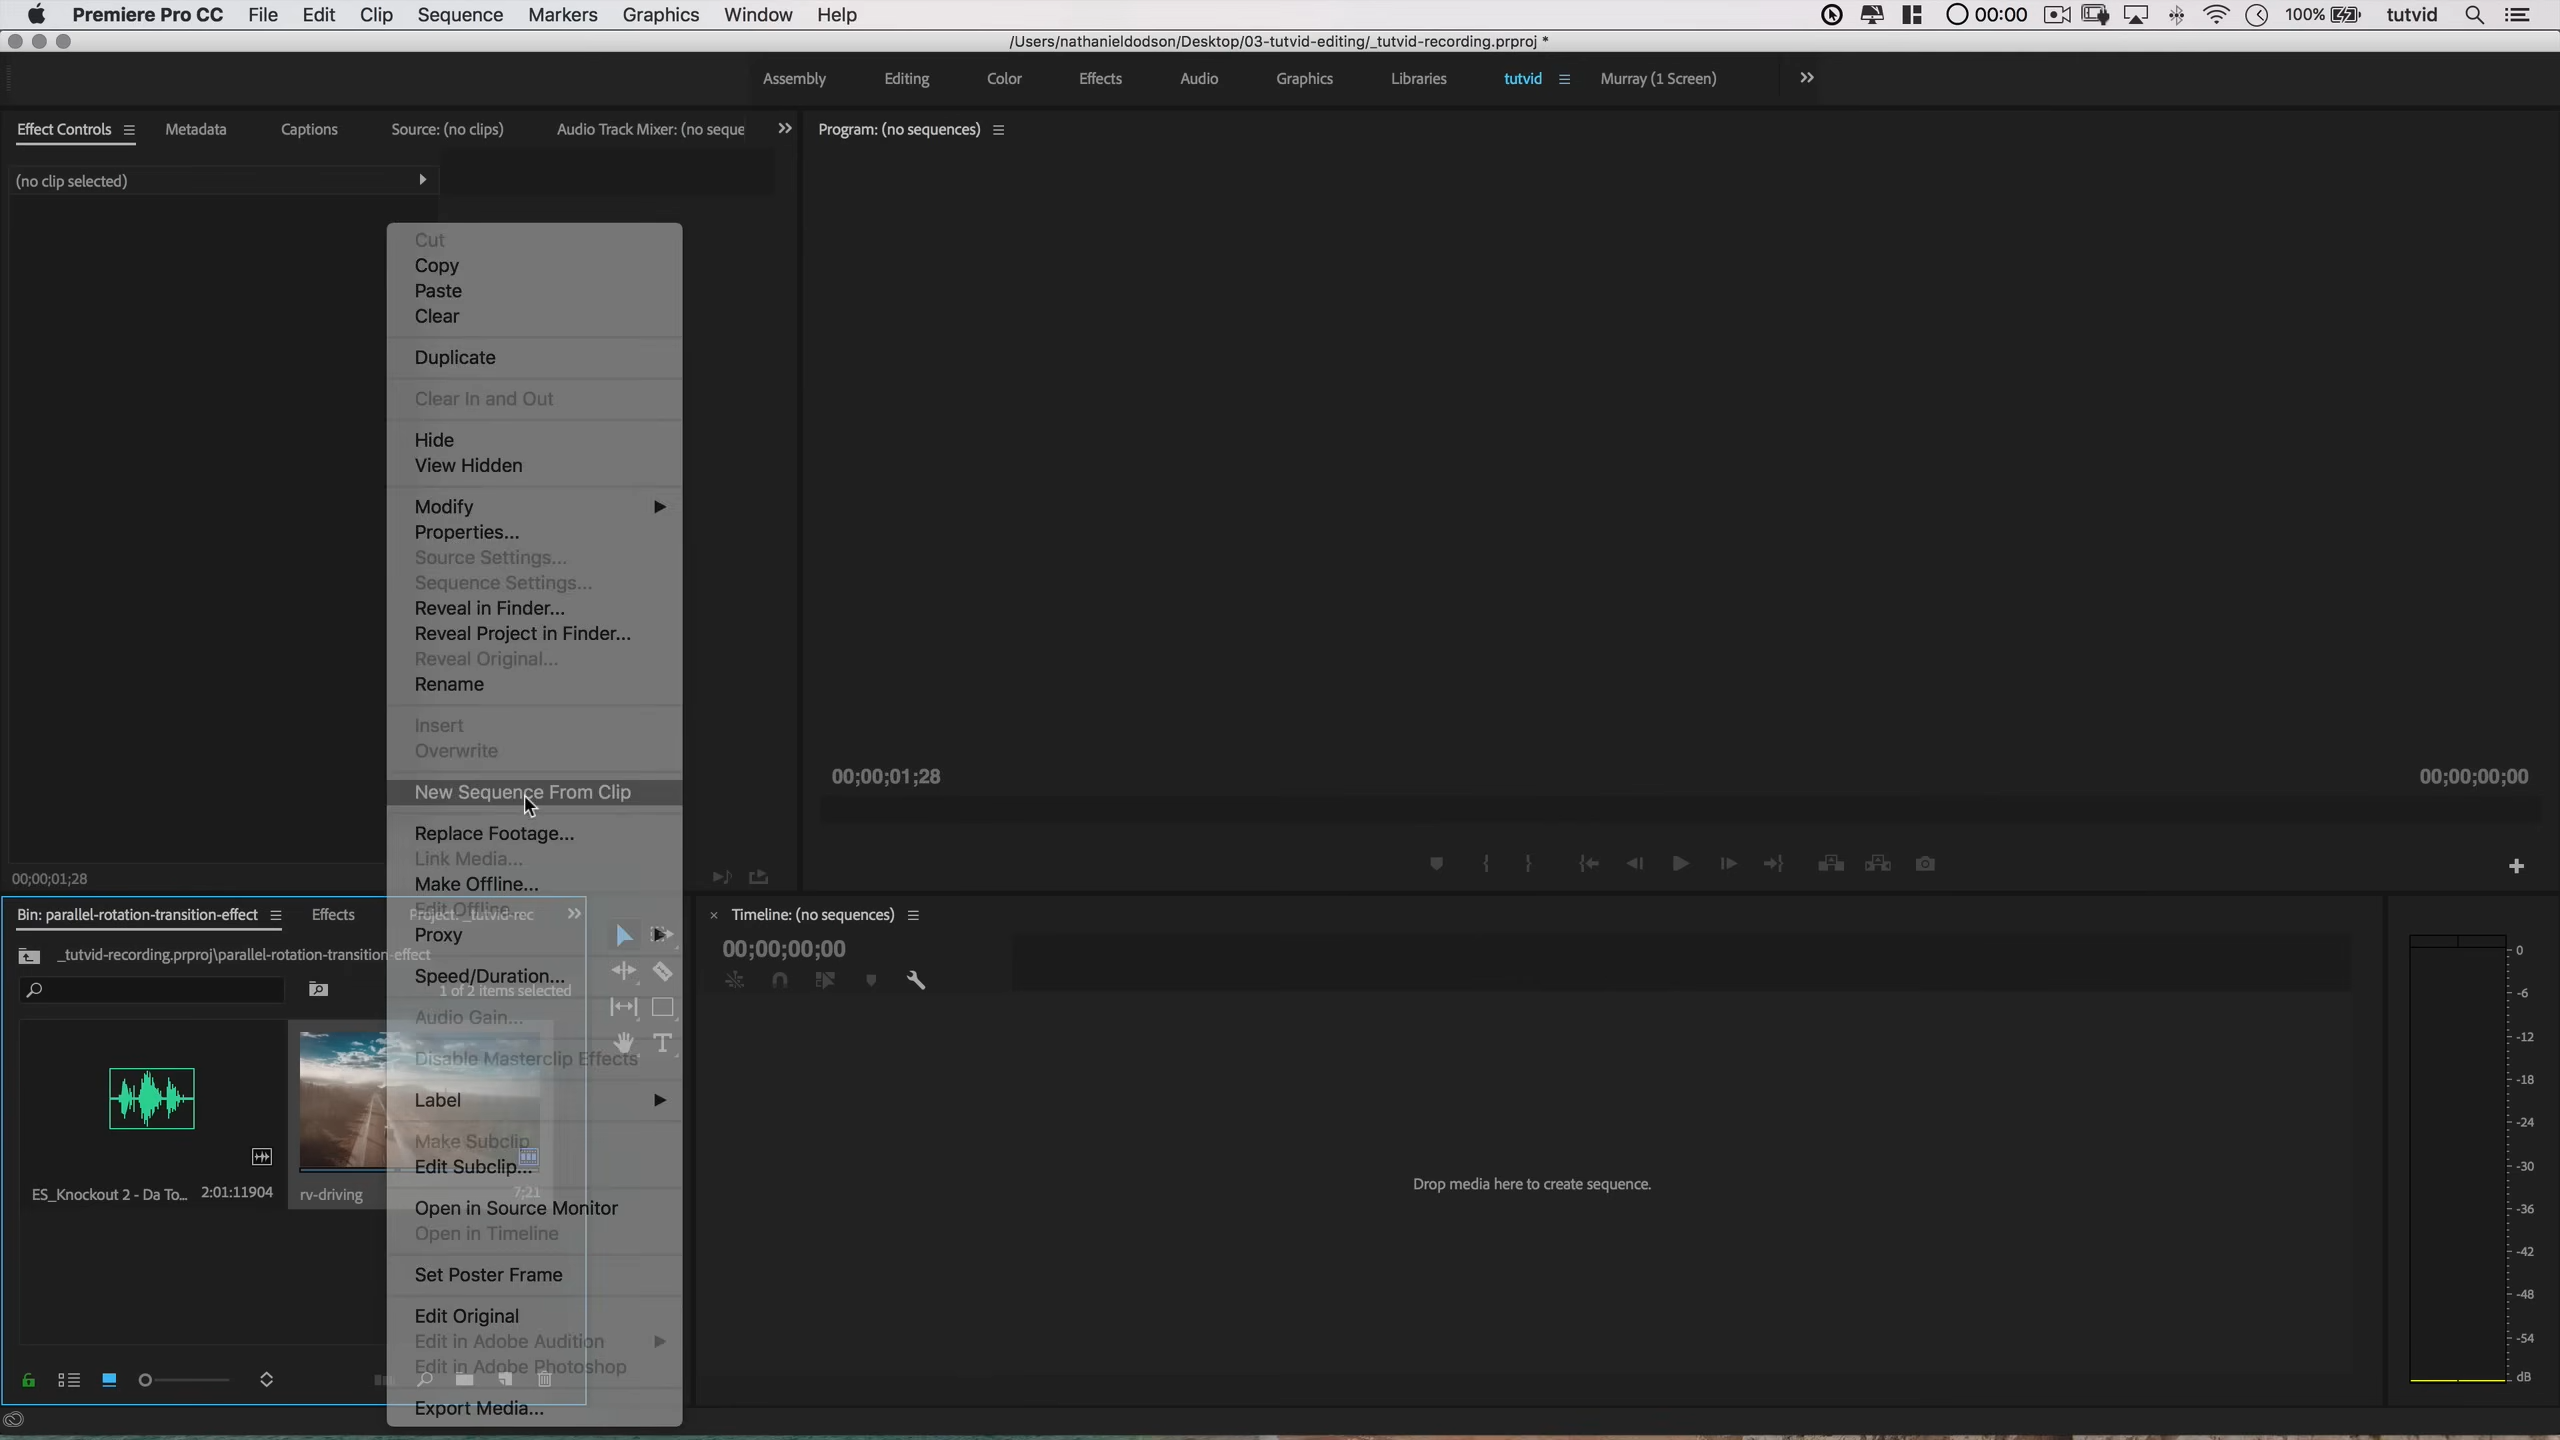 Premiere Pro CC File Edit Clip Sequence Markers Graphics Window Help 00:00 100% tutvid
/Users/nathanieldodson/Desktop/03-tutvid-editing/_tutvid-recording.prproj *
Assembly Editing Color Effects Audio Graphics Libraries tutvid Murray (1 Screen)
Effect Controls Metadata Captions Source: (no clips) Audio Track Mixer: (no seque
Program: (no sequences)
(no clip selected)
Cut
Copy
Paste
Clear
Duplicate
Clear In and Out
Hide
View Hidden
Modify
Properties...
Source Settings...
Sequence Settings...
Reveal in Finder...
Reveal Project in Finder...
Reveal Original...
Rename
Insert
Overwrite
New Sequence From Clip
Replace Footage...
Link Media...
Make Offline...
Edit Offline...
Proxy
Speed/Duration...
Audio Gain...
Disable Masterclip Effects
Label
Make Subclip
Edit Subclip...
Open in Source Monitor
Open in Timeline
Set Poster Frame
Edit Original
Edit in Adobe Audition
Edit in Adobe Photoshop
Export Media...
00;00;01;28 00;00;00;00
00;00;01;28
Bin: parallel-rotation-transition-effect Effects Project: _tutvid-rec
_tutvid-recording.prproj\parallel-rotation-transition-effect
1 of 2 items selected
ES_Knockout 2 - Da To... 2:01:11904
rv-driving 7;21
Timeline: (no sequences)
00;00;00;00
Drop media here to create sequence.
0
-6
-12
-18
-24
-30
-36
-42
-48
-54
dB